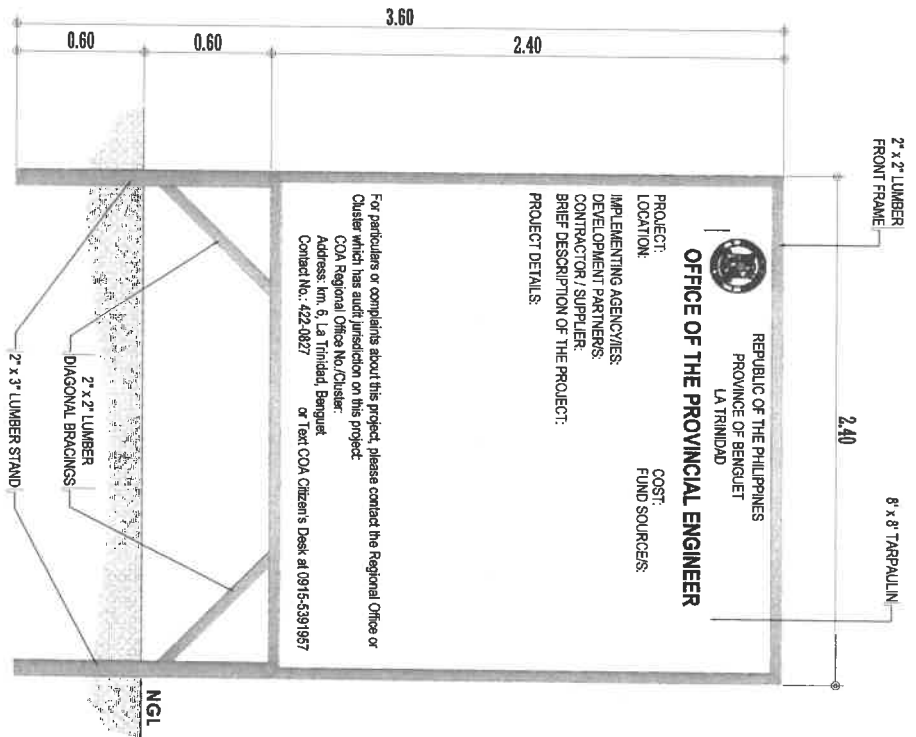 3.60
0.60
0.60
2.40
2" x 2" LUMBER
FRONT FRAME
2.40
8' x 8' TARPAULIN
REPUBLIC OF THE PHILIPPINES
PROVINCE OF BENGUET
LA TRINIDAD
OFFICE OF THE PROVINCIAL ENGINEER
PROJECT:
LOCATION:
COST:
FUND SOURCE/S:
IMPLEMENTING AGENCY/IES:
DEVELOPMENT PARTNER/S:
CONTRACTOR / SUPPLIER:
BRIEF DESCRIPTION OF THE PROJECT:
PROJECT DETAILS:
For particulars or complaints about this project, please contact the Regional Office or
Cluster which has audit jurisdiction on this project:
COA Regional Office No./Cluster:
Address: km. 6, La Trinidad, Benguet
Contact No.: 422-0827 or Text COA Citizen's Desk at 0915-5391957
2" x 2" LUMBER
DIAGONAL BRACINGS
2" x 3" LUMBER STAND
NGL